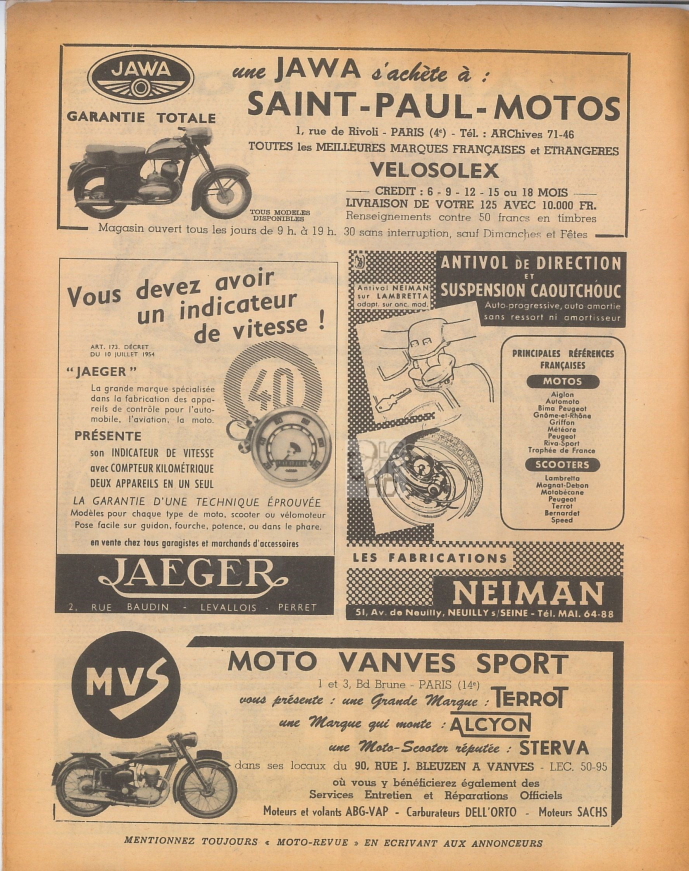 JAWA
GARANTIE TOTALE
une JAWA s'achète à :
SAINT-PAUL-MOTOS
1, rue de Rivoli - PARIS (4e) - Tél. : ARChives 71-46
TOUTES les MEILLEURES MARQUES FRANÇAISES et ETRANGERES
VELOSOLEX
CREDIT : 6 - 9 - 12 - 15 ou 18 MOIS
LIVRAISON DE VOTRE 125 AVEC 10.000 FR.
Renseignements contre 50 francs en timbres
TOUS MODELES
DISPONIBLES
Magasin ouvert tous les jours de 9 h. à 19 h. 30 sans interruption, sauf Dimanches et Fêtes
Vous devez avoir
un indicateur
de vitesse !
ART. 173. DÉCRET
DU 10 JUILLET 1954
"JAEGER"
La grande marque spécialisée
dans la fabrication des appa-
reils de contrôle pour l'auto-
mobile, l'aviation, la moto.
40
PRÉSENTE
son INDICATEUR DE VITESSE
avec COMPTEUR KILOMÉTRIQUE
DEUX APPAREILS EN UN SEUL
LA GARANTIE D'UNE TECHNIQUE ÉPROUVÉE
Modèles pour chaque type de moto, scooter ou vélomoteur
Pose facile sur guidon, fourche, potence, ou dans le phare.
en vente chez tous garagistes et marchands d'accessoires
JAEGER
2, RUE BAUDIN - LEVALLOIS - PERRET
ANTIVOL DE DIRECTION
ET
SUSPENSION CAOUTCHOUC
Auto-progressive, auto amortie
sans ressort ni amortisseur
Antivol NEIMAN
sur LAMBRETTA
adapt. sur anc. mod.
PRINCIPALES RÉFÉRENCES
FRANÇAISES
MOTOS
Aiglon
Automoto
Bima Peugeot
Gnôme-et-Rhône
Griffon
Météore
Peugeot
Riva-Sport
Trophée de France
SCOOTERS
Lambretta
Magnat-Debon
Motobécane
Peugeot
Terrot
Bernardet
Speed
LES FABRICATIONS
NEIMAN
51, Av. de Neuilly, NEUILLY s/SEINE - Tél. MAI. 64-88
MVS
MOTO VANVES SPORT
1 et 3, Bd Brune - PARIS (14e)
vous présente : une Grande Marque : TERROT
une Marque qui monte : ALCYON
une Moto-Scooter réputée : STERVA
dans ses locaux du 90, RUE J. BLEUZEN A VANVES - LEC. 50-95
où vous y bénéficierez également des
Services Entretien et Réparations Officiels
Moteurs et volants ABG-VAP - Carburateurs DELL'ORTO - Moteurs SACHS
MENTIONNEZ TOUJOURS « MOTO-REVUE » EN ECRIVANT AUX ANNONCEURS